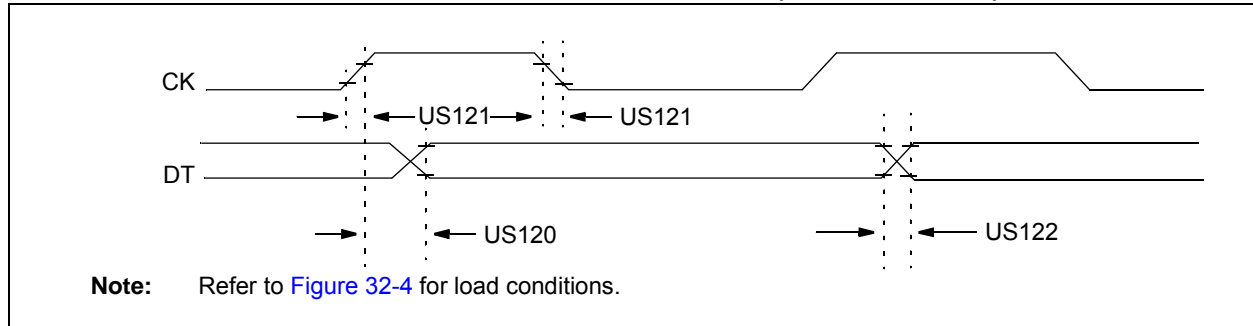 CK
US121
US121
DT
US120
US122
Note: Refer to Figure 32-4 for load conditions.